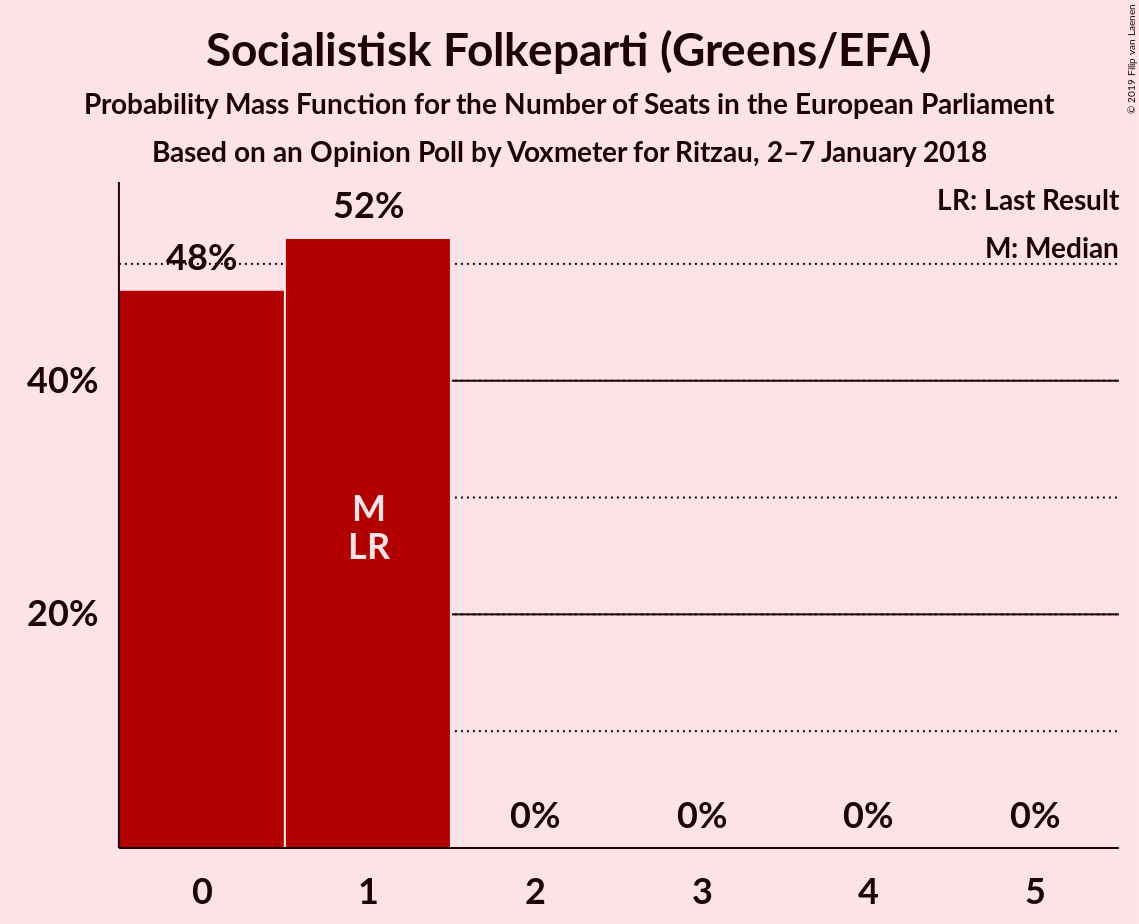 Socialistisk Folkeparti (Greens/EFA)
Probability Mass Function for the Number of Seats in the European Parliament
Based on an Opinion Poll by Voxmeter for Ritzau, 2–7 January 2018
© 2019 Filip van Laenen
LR: Last Result
M: Median
52%
48%
40%
20%
M
LR
0% 0% 0% 0%
0 1 2 3 4 5